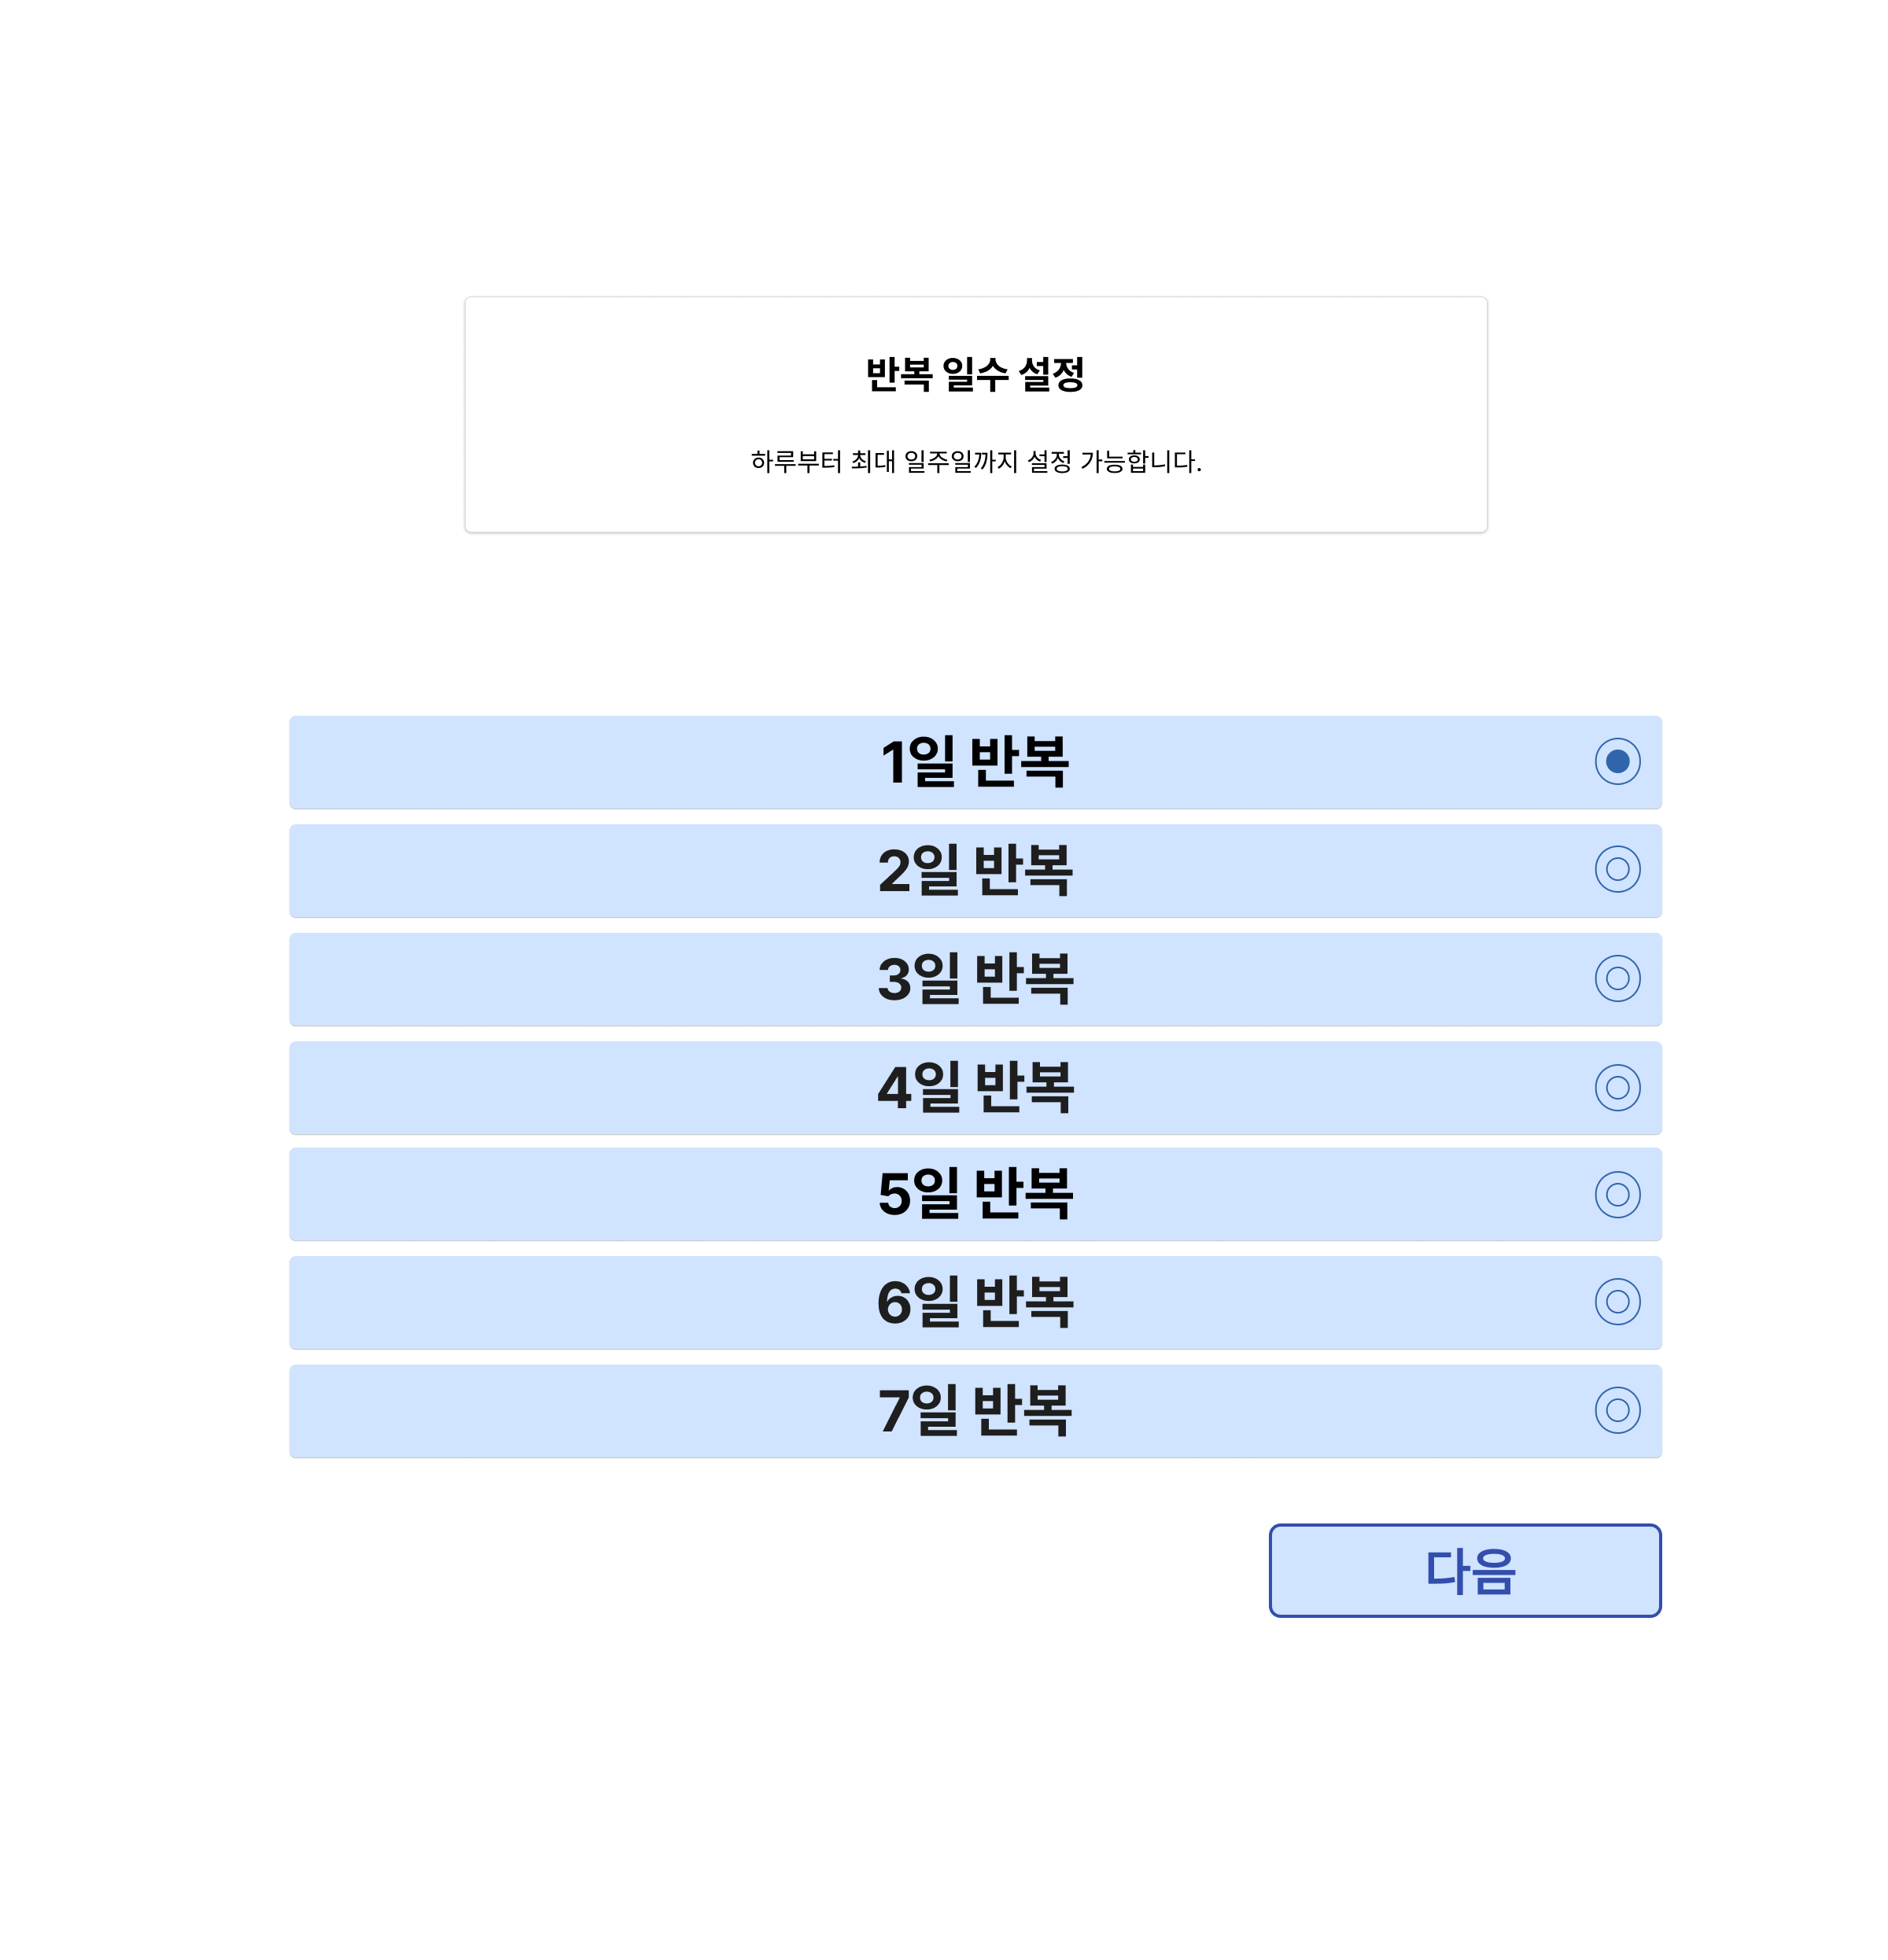 반복 일수 설정
하루부터 최대 일주일까지 설정 가능합니다.
1일 반복
2일 반복
3일 반복
4일 반복
5일 반복
6일 반복
7일 반복
다음